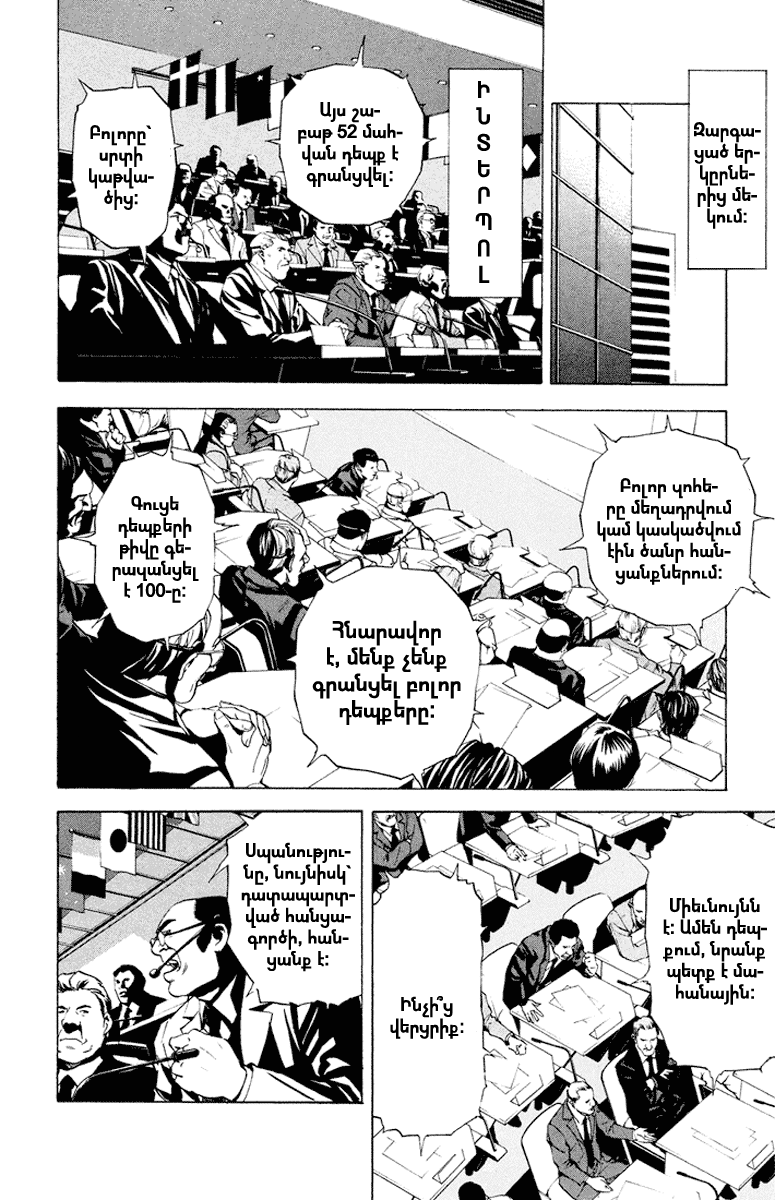 Զարգա-
ցած եր-
կըրնե-
րից մե-
կում:
ԻՆՏԵՐՊՈԼ
Այս շա-
բաթ 52 մահ-
վան դեպք է
գրանցվել:
Բոլորը՝
սրտի
կաթվա-
ծից:
Բոլոր զոհե-
րը մեղադրվում
կամ կասկածվում
էին ծանր հան-
ցանքներում:
Հնարավոր
է, մենք չենք
գրանցել բոլոր
դեպքերը:
Գուցե
դեպքերի
թիվը գե-
րազանցել
է 100-ը:
Միեւնույնն
է: Ամեն դեպ-
քում, նրանք
պետք է մա-
հանային:
Ինչի՞ց
վերցրիք:
Սպանությու-
նը, նույնիսկ՝
դատապարտ-
ված հանցա-
գործի, հան-
ցանք է: